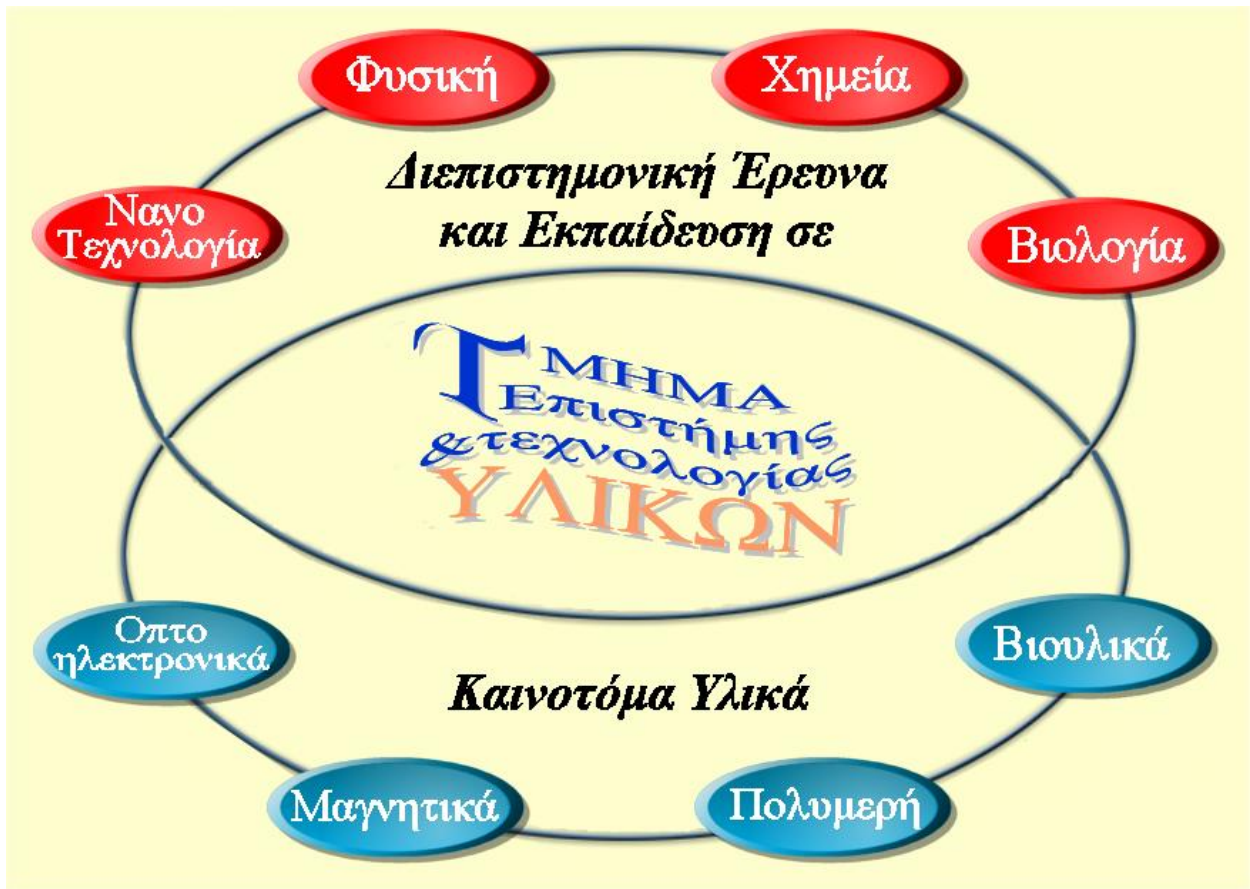 Φυσική
Χημεία
Διεπιστημονική Έρευνα
και Εκπαίδευση σε
Νανο
Τεχνολογία
Βιολογία
ΤΜΗΜΑ
Επιστήμης
&τεχνολογίας
ΥΛΙΚΩΝ
Οπτο
ηλεκτρονικά
Βιουλικά
Καινοτόμα Υλικά
Μαγνητικά
Πολυμερή